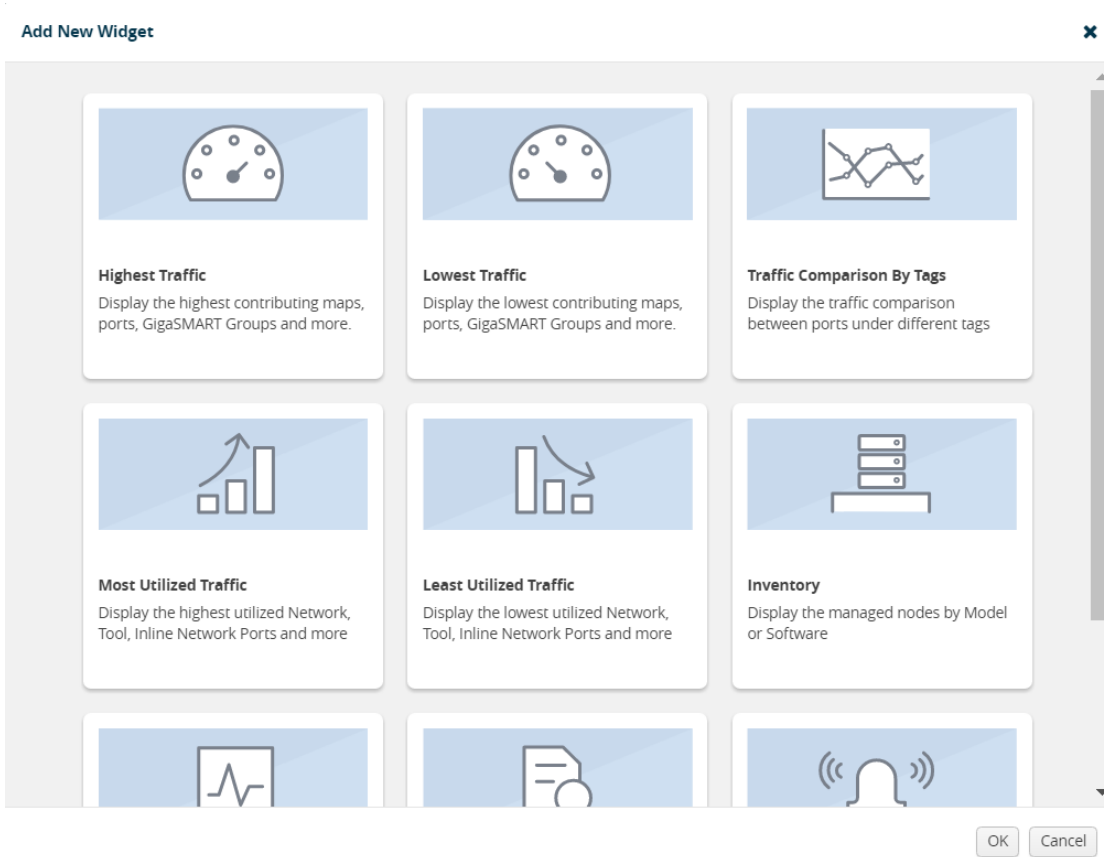 Add New Widget
Highest Traffic
Display the highest contributing maps,
ports, GigaSMART Groups and more.
Lowest Traffic
Display the lowest contributing maps,
ports, GigaSMART Groups and more.
Traffic Comparison By Tags
Display the traffic comparison
between ports under different tags
Most Utilized Traffic
Display the highest utilized Network,
Tool, Inline Network Ports and more
Least Utilized Traffic
Display the lowest utilized Network,
Tool, Inline Network Ports and more
Inventory
Display the managed nodes by Model
or Software
OK
Cancel